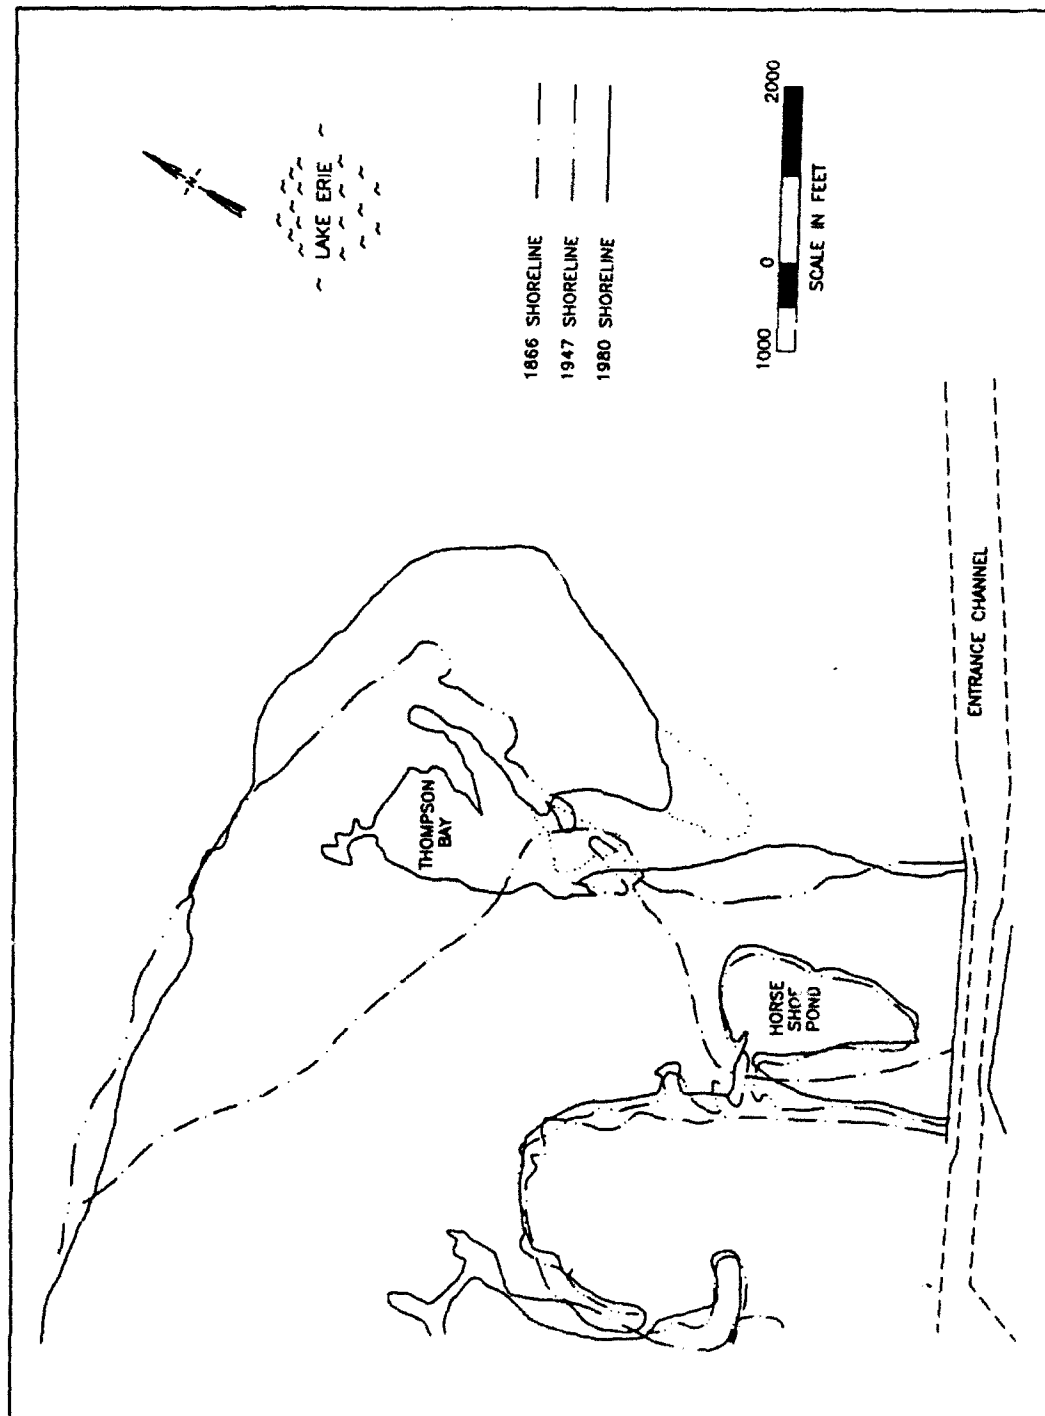 N
LAKE ERIE
1866 SHORELINE
1947 SHORELINE
1980 SHORELINE
1000 0 2000
SCALE IN FEET
THOMPSON
BAY
HORSE
SHOE
POND
ENTRANCE CHANNEL